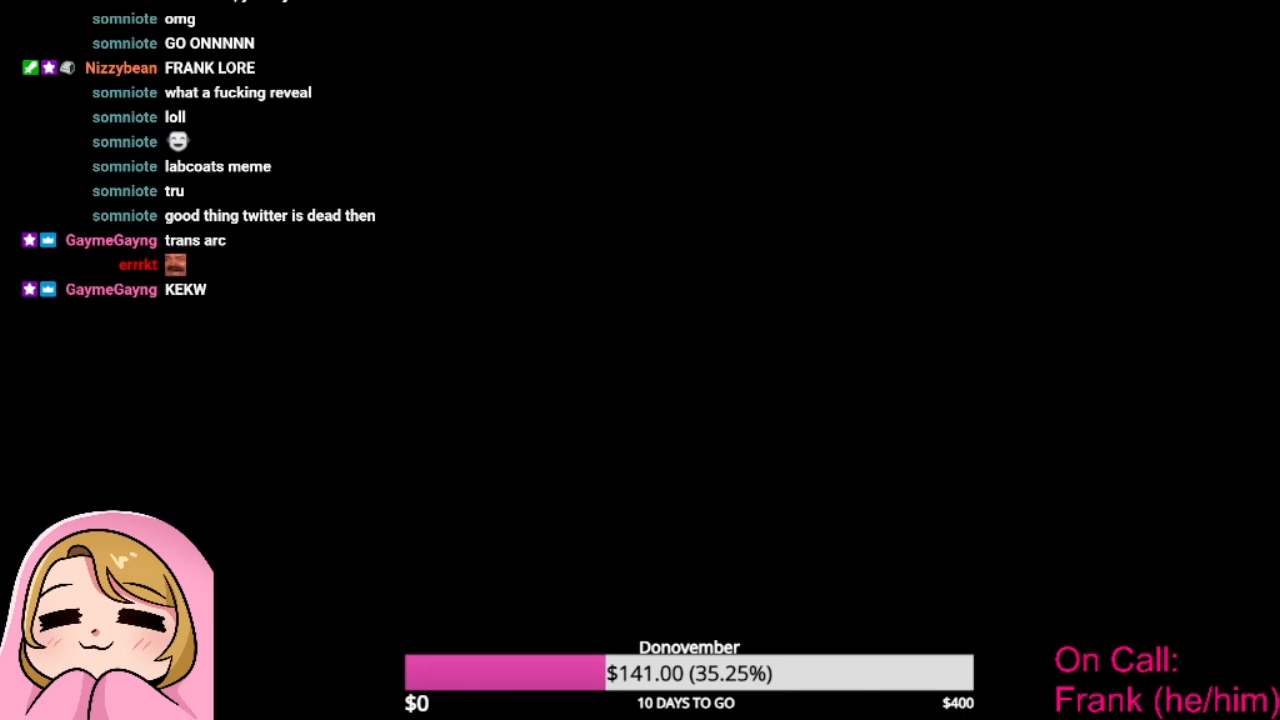 somniote omg
somniote GO ONNNNN
Nizzybean FRANK LORE
somniote what a fucking reveal
somniote loll
somniote
somniote labcoats meme
somniote tru
somniote good thing twitter is dead then
GaymeGayng trans arc
errrkt
GaymeGayng KEKW
Donovember
$141.00 (35.25%)
$0 10 DAYS TO GO $400
On Call:
Frank (he/him)